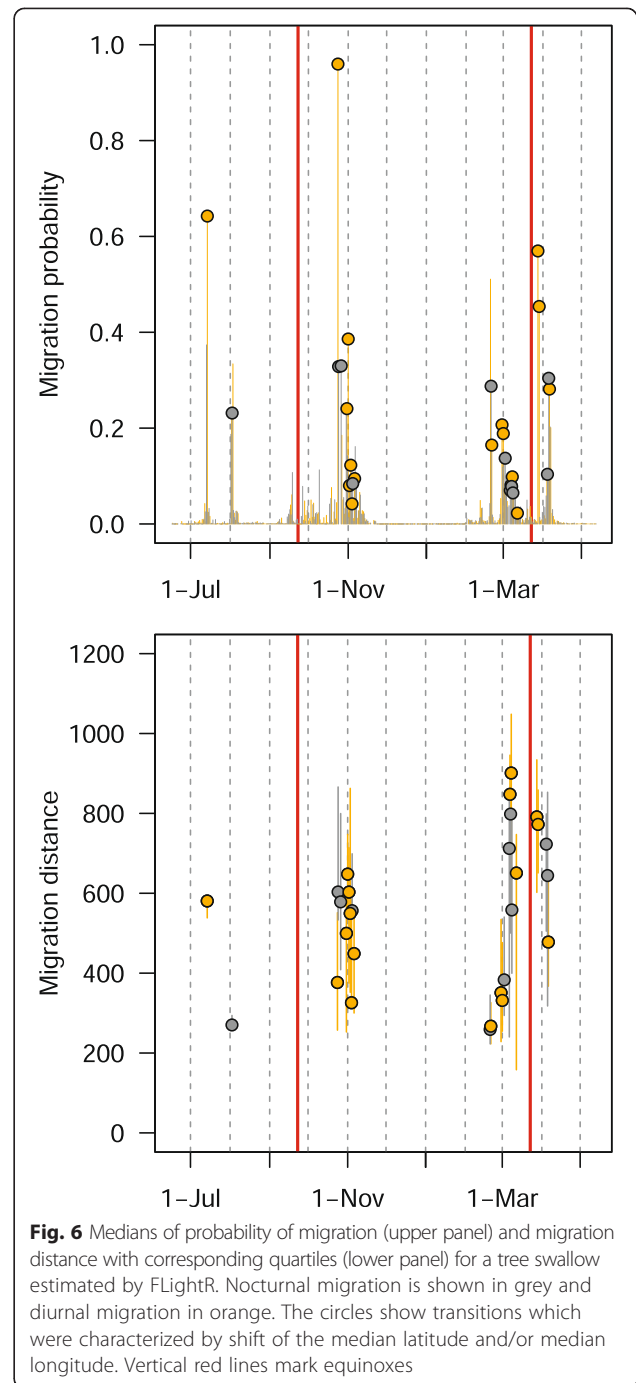 1.0
0.8
0.6
0.4
0.2
0.0
Migration probability
1–Jul 1–Nov 1–Mar
1200
1000
800
600
400
200
0
Migration distance
1–Jul 1–Nov 1–Mar
Fig. 6 Medians of probability of migration (upper panel) and migration
distance with corresponding quartiles (lower panel) for a tree swallow
estimated by FLightR. Nocturnal migration is shown in grey and
diurnal migration in orange. The circles show transitions which
were characterized by shift of the median latitude and/or median
longitude. Vertical red lines mark equinoxes